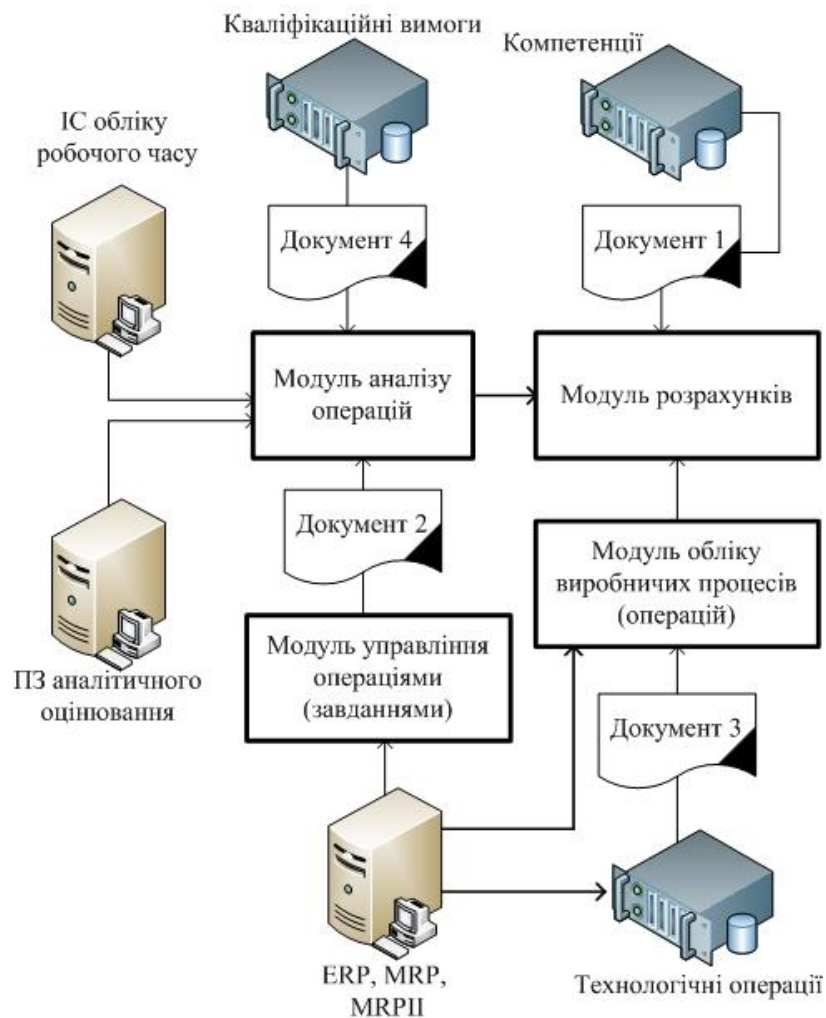 Кваліфікаційні вимоги
Компетенції
ІС обліку
робочого часу
Документ 4
Документ 1
Модуль аналізу
операцій
Модуль розрахунків
Документ 2
Модуль обліку
виробничих процесів
(операцій)
Модуль управління
операціями
(завданнями)
ПЗ аналітичного
оцінювання
Документ 3
ERP, MRP,
MRPII
Технологічні операції